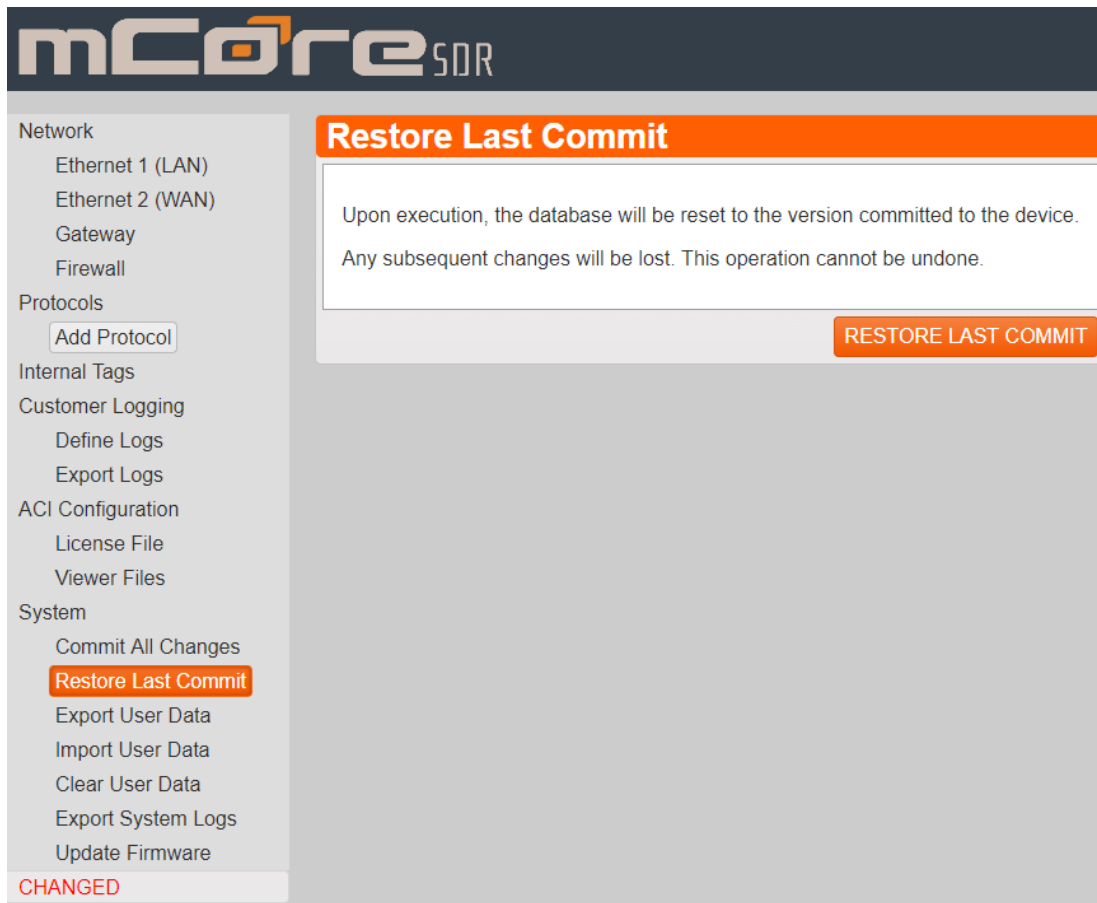 mCore SDR
Network
Ethernet 1 (LAN)
Ethernet 2 (WAN)
Gateway
Firewall
Protocols
Add Protocol
Internal Tags
Customer Logging
Define Logs
Export Logs
ACI Configuration
License File
Viewer Files
System
Commit All Changes
Restore Last Commit
Export User Data
Import User Data
Clear User Data
Export System Logs
Update Firmware
CHANGED
Restore Last Commit
Upon execution, the database will be reset to the version committed to the device.
Any subsequent changes will be lost. This operation cannot be undone.
RESTORE LAST COMMIT